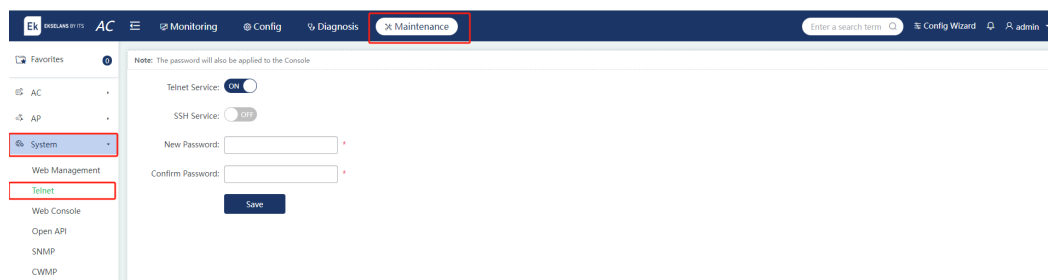 Ek EKSELANS BY ITS AC Monitoring Config Diagnosis Maintenance Enter a search term Config Wizard admin
Favorites 0
Note: The password will also be applied to the Console
AC
AP
System
Web Management
Telnet
Web Console
Open API
SNMP
CWMP
Telnet Service: ON
SSH Service: OFF
New Password: *
Confirm Password: *
Save